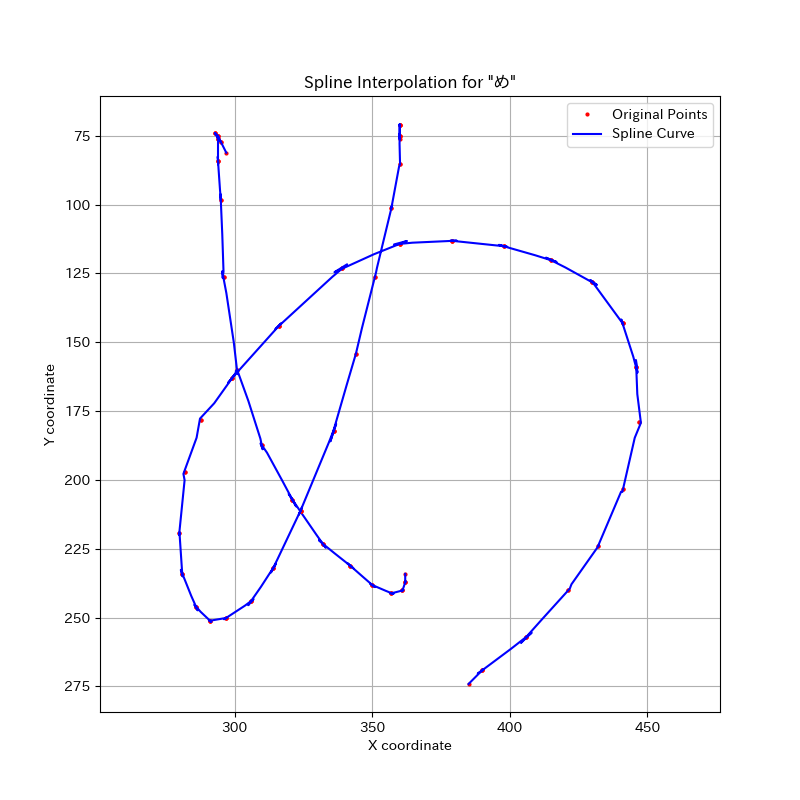 Spline Interpolation for "め"
Original Points
Spline Curve
75
100
125
150
175
200
225
250
275
Y coordinate
め
300
350
400
450
X coordinate